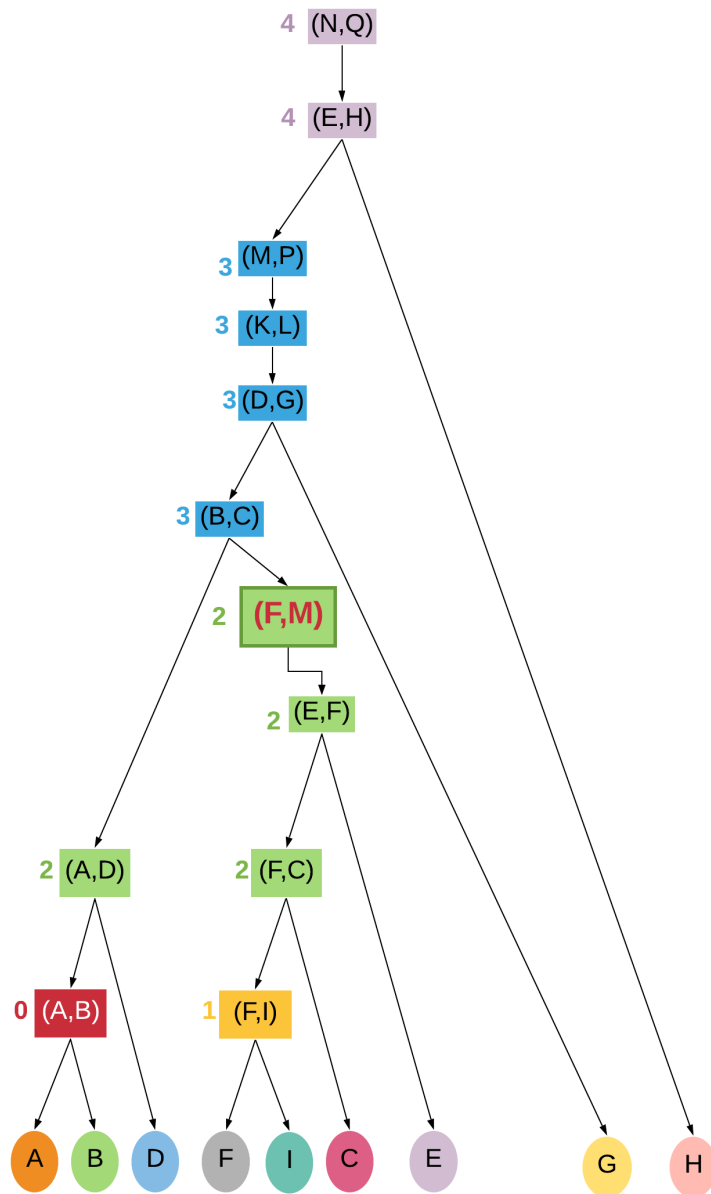 4 (N,Q)
4 (E,H)
3 (M,P)
3 (K,L)
3 (D,G)
3 (B,C)
2 (F,M)
2 (E,F)
2 (A,D) 2 (F,C)
0 (A,B) 1 (F,I)
A B D F I C E G H